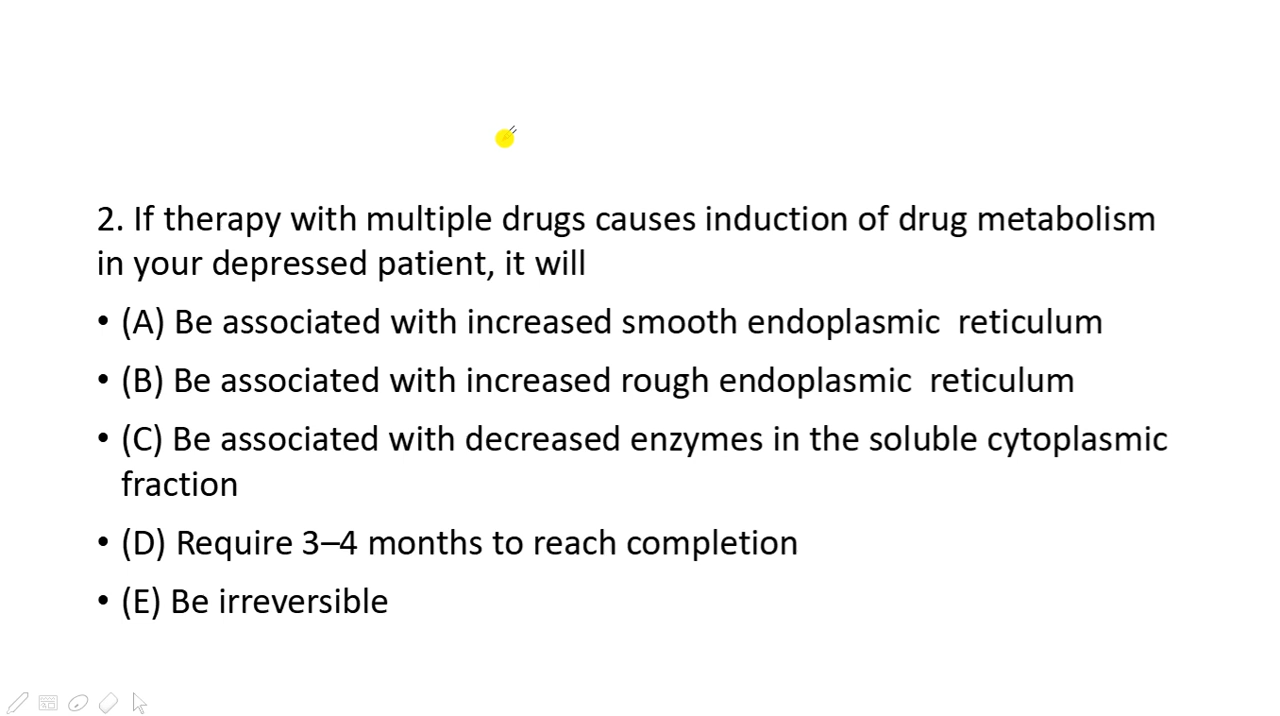 2. If therapy with multiple drugs causes induction of drug metabolism
in your depressed patient, it will
• (A) Be associated with increased smooth endoplasmic  reticulum
• (B) Be associated with increased rough endoplasmic  reticulum
• (C) Be associated with decreased enzymes in the soluble cytoplasmic
fraction
• (D) Require 3–4 months to reach completion
• (E) Be irreversible